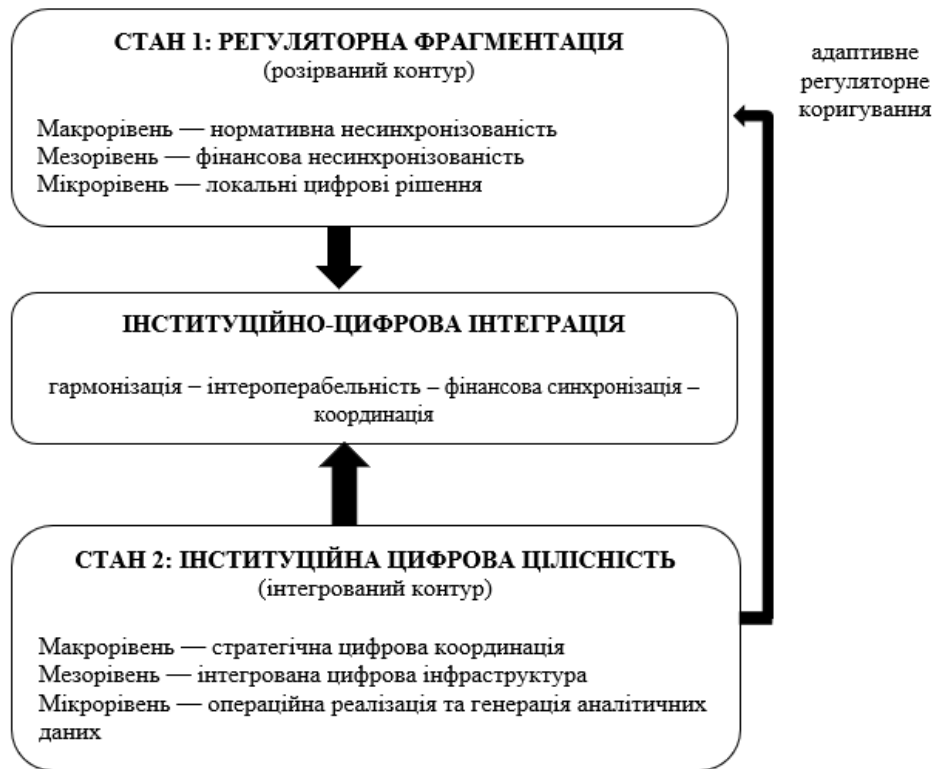 СТАН 1: РЕГУЛЯТОРНА ФРАГМЕНТАЦІЯ
(розірваний контур)
Макрорівень — нормативна несинхронізованість
Мезорівень — фінансова несинхронізованість
Мікрорівень — локальні цифрові рішення
адаптивне
регуляторне
коригування
ІНСТИТУЦІЙНО-ЦИФРОВА ІНТЕГРАЦІЯ
гармонізація – інтероперабельність – фінансова синхронізація –
координація
СТАН 2: ІНСТИТУЦІЙНА ЦИФРОВА ЦІЛІСНІСТЬ
(інтегрований контур)
Макрорівень — стратегічна цифрова координація
Мезорівень — інтегрована цифрова інфраструктура
Мікрорівень — операційна реалізація та генерація аналітичних
даних